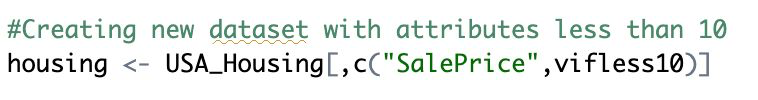 #Creating new dataset with attributes less than 10
housing <- USA_Housing[,c("SalePrice",vifless10)]